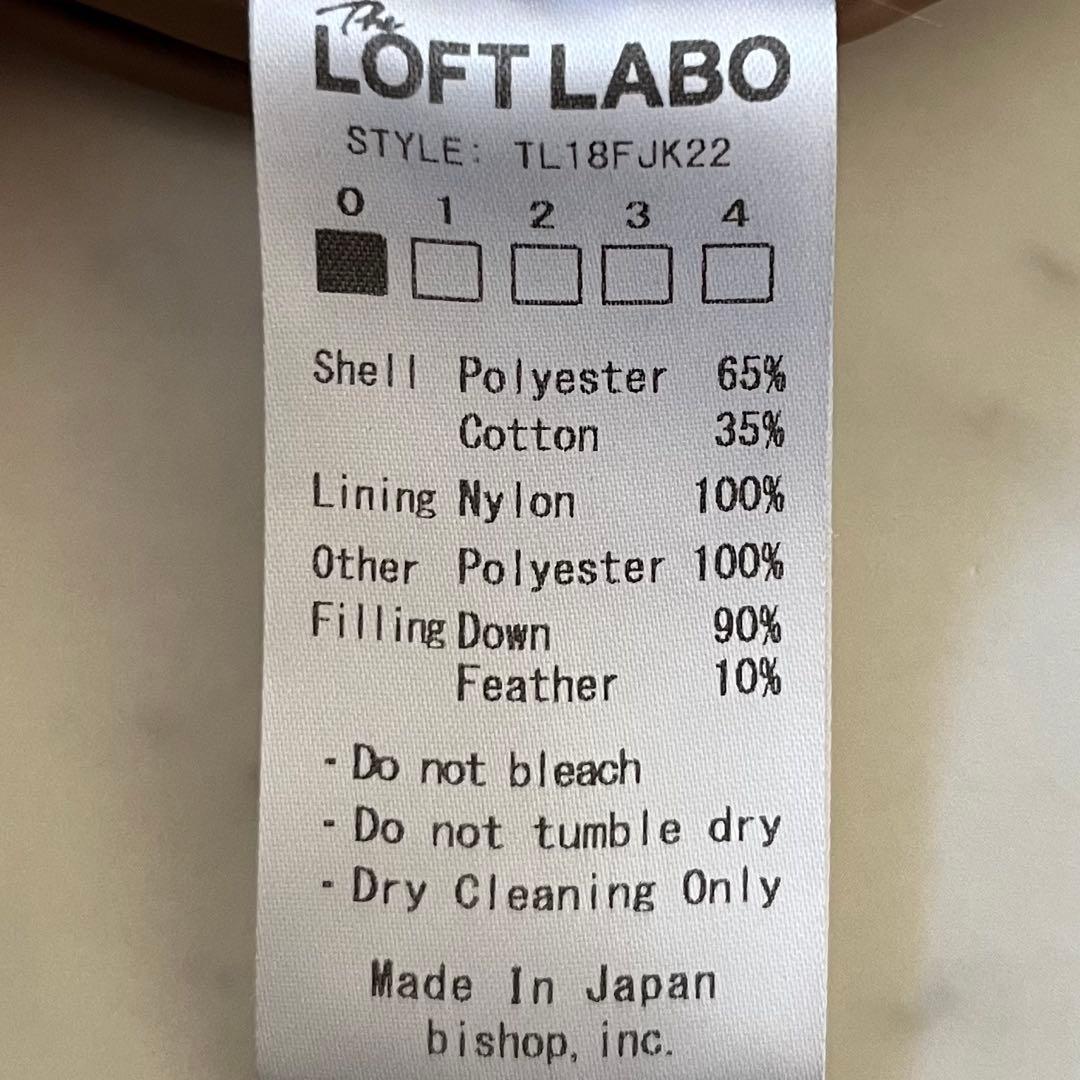 The
LOFT LABO
STYLE: TL18FJK22
0 1 2 3 4
Shell Polyester 65%
Cotton 35%
Lining Nylon 100%
Other Polyester 100%
Filling Down 90%
Feather 10%
- Do not bleach
- Do not tumble dry
- Dry Cleaning Only
Made In Japan
bishop, inc.